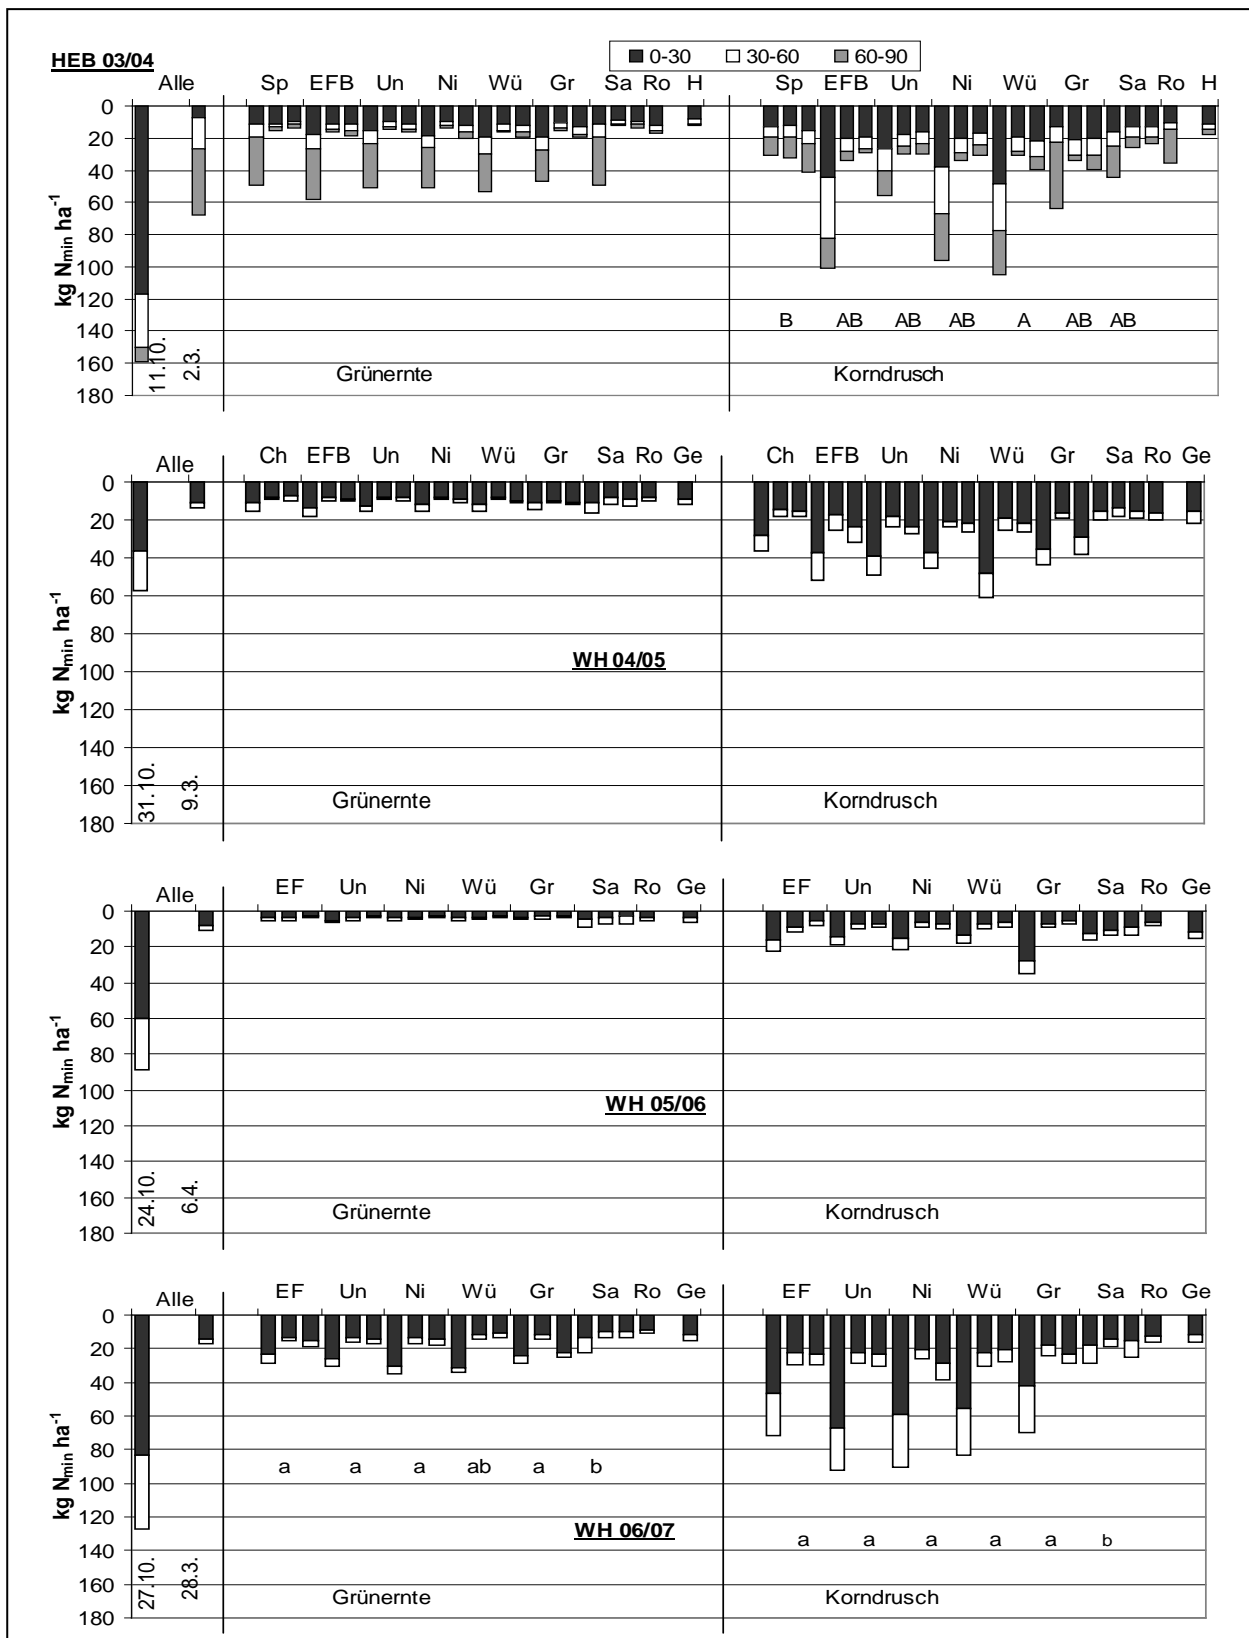 HEB 03/04
0-30 30-60 60-90
Alle Sp EFB Un Ni Wü Gr Sa Ro H Sp EFB Un Ni Wü Gr Sa Ro H
0
20
40
60
80
100
120
140
160
180
kg Nmin ha-1
B AB AB AB A AB AB
11.10. 2.3.
Grünernte Korndrusch
Alle Ch EFB Un Ni Wü Gr Sa Ro Ge Ch EFB Un Ni Wü Gr Sa Ro Ge
0
20
40
60
80
100
120
140
160
180
kg Nmin ha-1
WH 04/05
31.10. 9.3.
Grünernte Korndrusch
Alle EF Un Ni Wü Gr Sa Ro Ge EF Un Ni Wü Gr Sa Ro Ge
0
20
40
60
80
100
120
140
160
180
kg Nmin ha-1
WH 05/06
24.10. 6.4.
Grünernte Korndrusch
Alle EF Un Ni Wü Gr Sa Ro Ge EF Un Ni Wü Gr Sa Ro Ge
0
20
40
60
80
100
120
140
160
180
kg Nmin ha-1
a a a ab a b
WH 06/07
a a a a a b
27.10. 28.3.
Grünernte Korndrusch